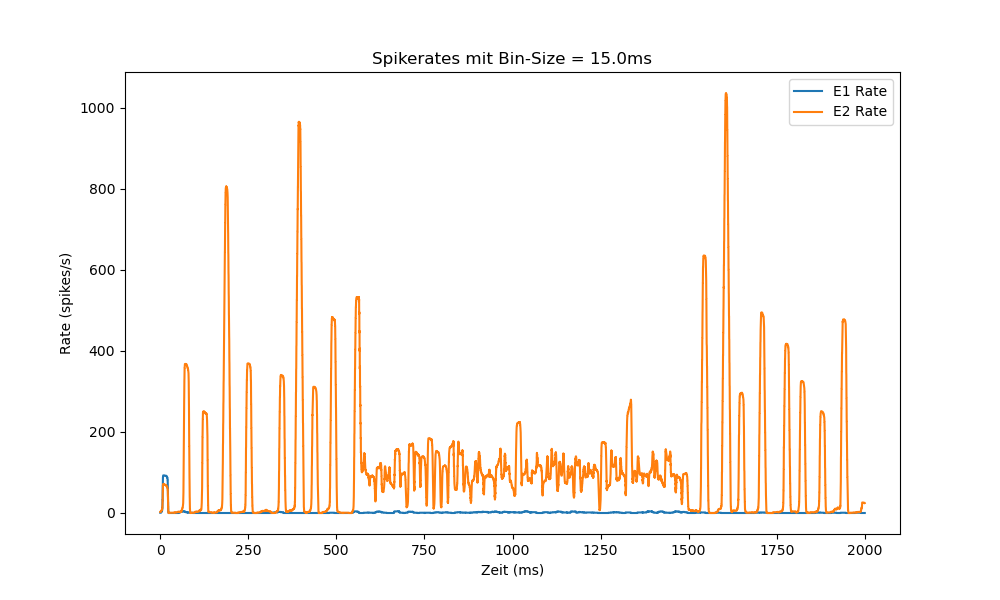 Spikerates mit Bin-Size = 15.0ms
E1 Rate
E2 Rate
1000
800
600
400
200
0
Rate (spikes/s)
0 250 500 750 1000 1250 1500 1750 2000
Zeit (ms)